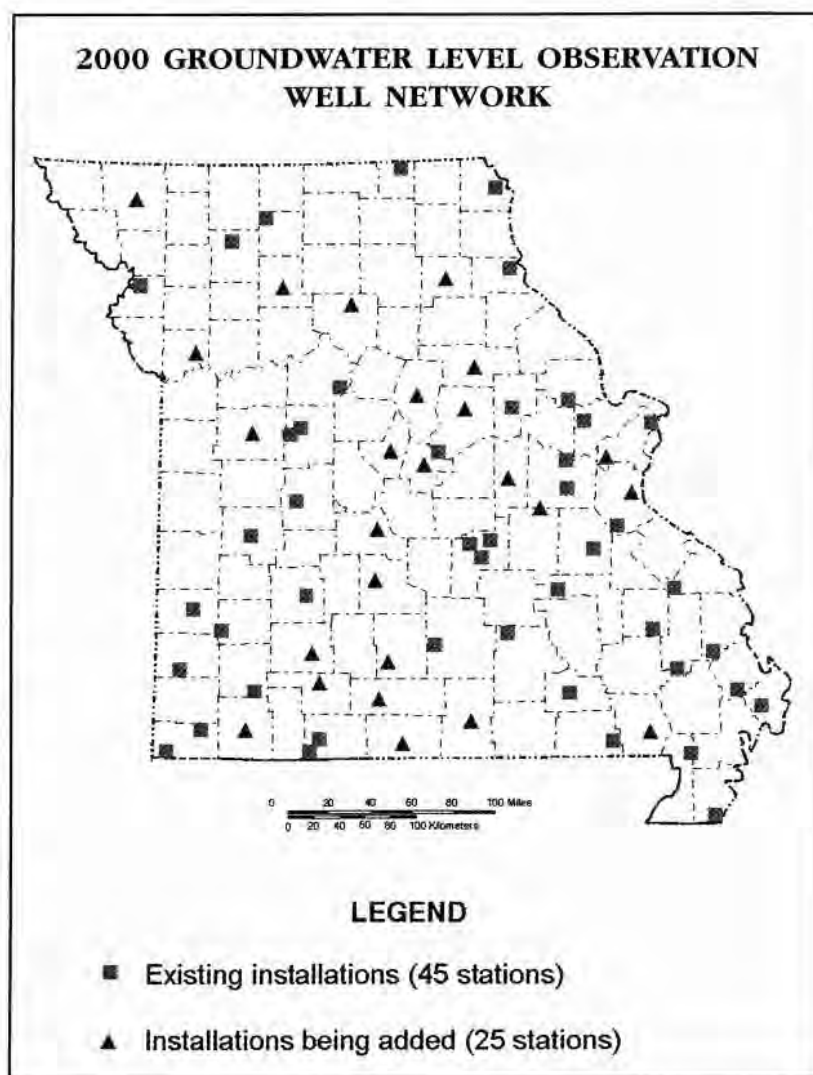 2000 GROUNDWATER LEVEL OBSERVATION
WELL NETWORK
0 20 40 60 80 100 Miles
0 20 40 60 80 100 Kilometers
LEGEND
Existing installations (45 stations)
Installations being added (25 stations)